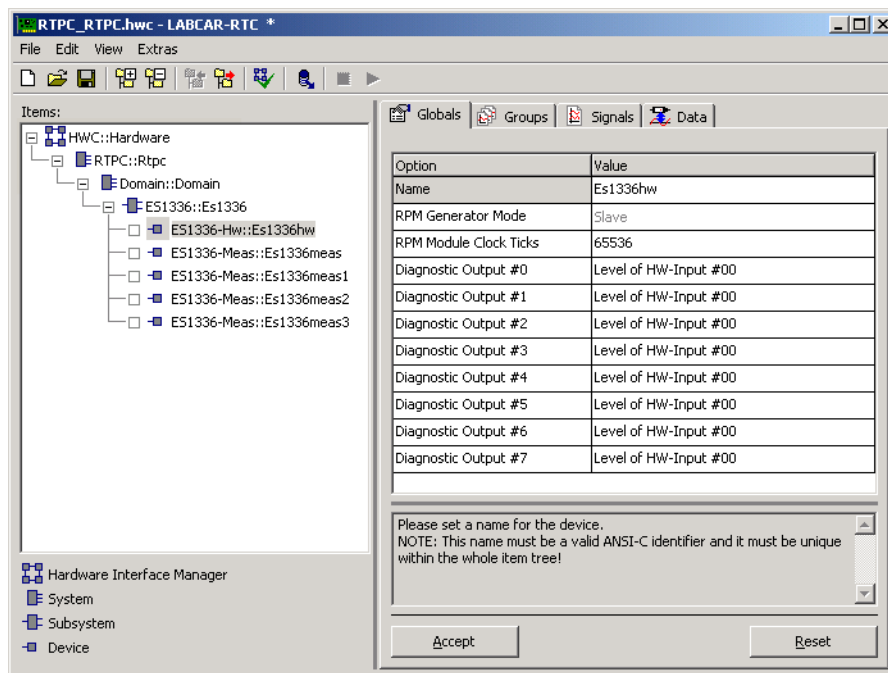 RTPC_RTPC.hwc - LABCAR-RTC *
File Edit View Extras
Items:
HWC::Hardware
RTPC::Rtpc
Domain::Domain
ES1336::Es1336
ES1336-Hw::Es1336hw
ES1336-Meas::Es1336meas
ES1336-Meas::Es1336meas1
ES1336-Meas::Es1336meas2
ES1336-Meas::Es1336meas3
Hardware Interface Manager
System
Subsystem
Device
Globals Groups Signals Data
Option Value
Name Es1336hw
RPM Generator Mode Slave
RPM Module Clock Ticks 65536
Diagnostic Output #0 Level of HW-Input #00
Diagnostic Output #1 Level of HW-Input #00
Diagnostic Output #2 Level of HW-Input #00
Diagnostic Output #3 Level of HW-Input #00
Diagnostic Output #4 Level of HW-Input #00
Diagnostic Output #5 Level of HW-Input #00
Diagnostic Output #6 Level of HW-Input #00
Diagnostic Output #7 Level of HW-Input #00
Please set a name for the device.
NOTE: This name must be a valid ANSI-C identifier and it must be unique
within the whole item tree!
Accept Reset